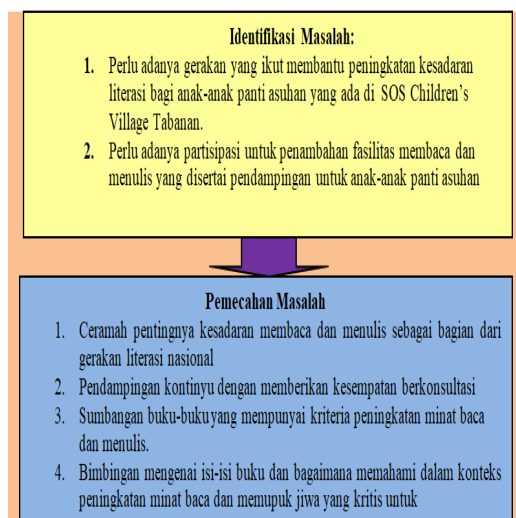 Identifikasi Masalah:
1. Perlu adanya gerakan yang ikut membantu peningkatan kesadaran
literasi bagi anak-anak panti asuhan yang ada di SOS Children's
Village Tabanan.
2. Perlu adanya partisipasi untuk penambahan fasilitas membaca dan
menulis yang disertai pendampingan untuk anak-anak panti asuhan
Pemecahan Masalah
1. Ceramah pentingnya kesadaran membaca dan menulis sebagai bagian dari
gerakan literasi nasional
2. Pendampingan kontinyu dengan memberikan kesempatan berkonsultasi
3. Sumbangan buku-buku yang mempunyai kriteria peningkatan minat baca
dan menulis.
4. Bimbingan mengenai isi-isi buku dan bagaimana memahami dalam konteks
peningkatan minat baca dan memupuk jiwa yang kritis untuk